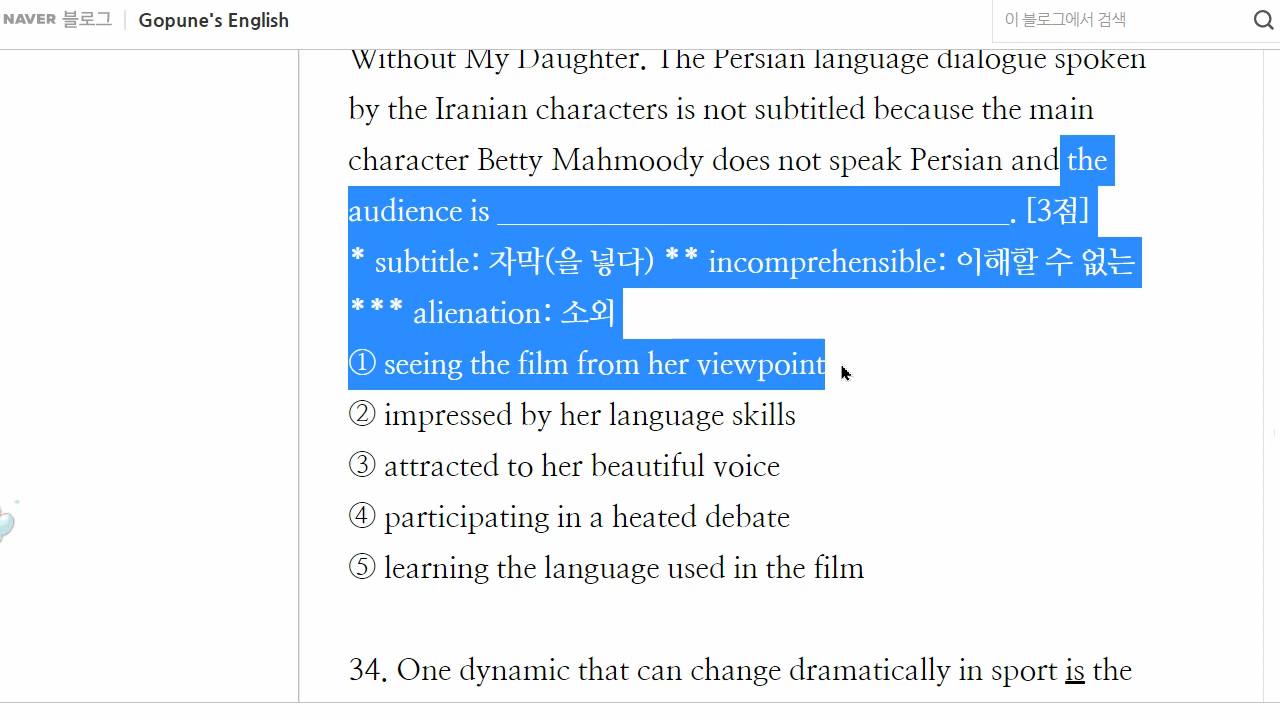 NAVER 블로그 Gopune's English 이 블로그에서 검색
Without My Daughter. The Persian language dialogue spoken
by the Iranian characters is not subtitled because the main
character Betty Mahmoody does not speak Persian and the
audience is ________________________________. [3점]
* subtitle: 자막(을 넣다) ** incomprehensible: 이해할 수 없는
*** alienation: 소외
① seeing the film from her viewpoint
② impressed by her language skills
③ attracted to her beautiful voice
④ participating in a heated debate
⑤ learning the language used in the film
34. One dynamic that can change dramatically in sport is the